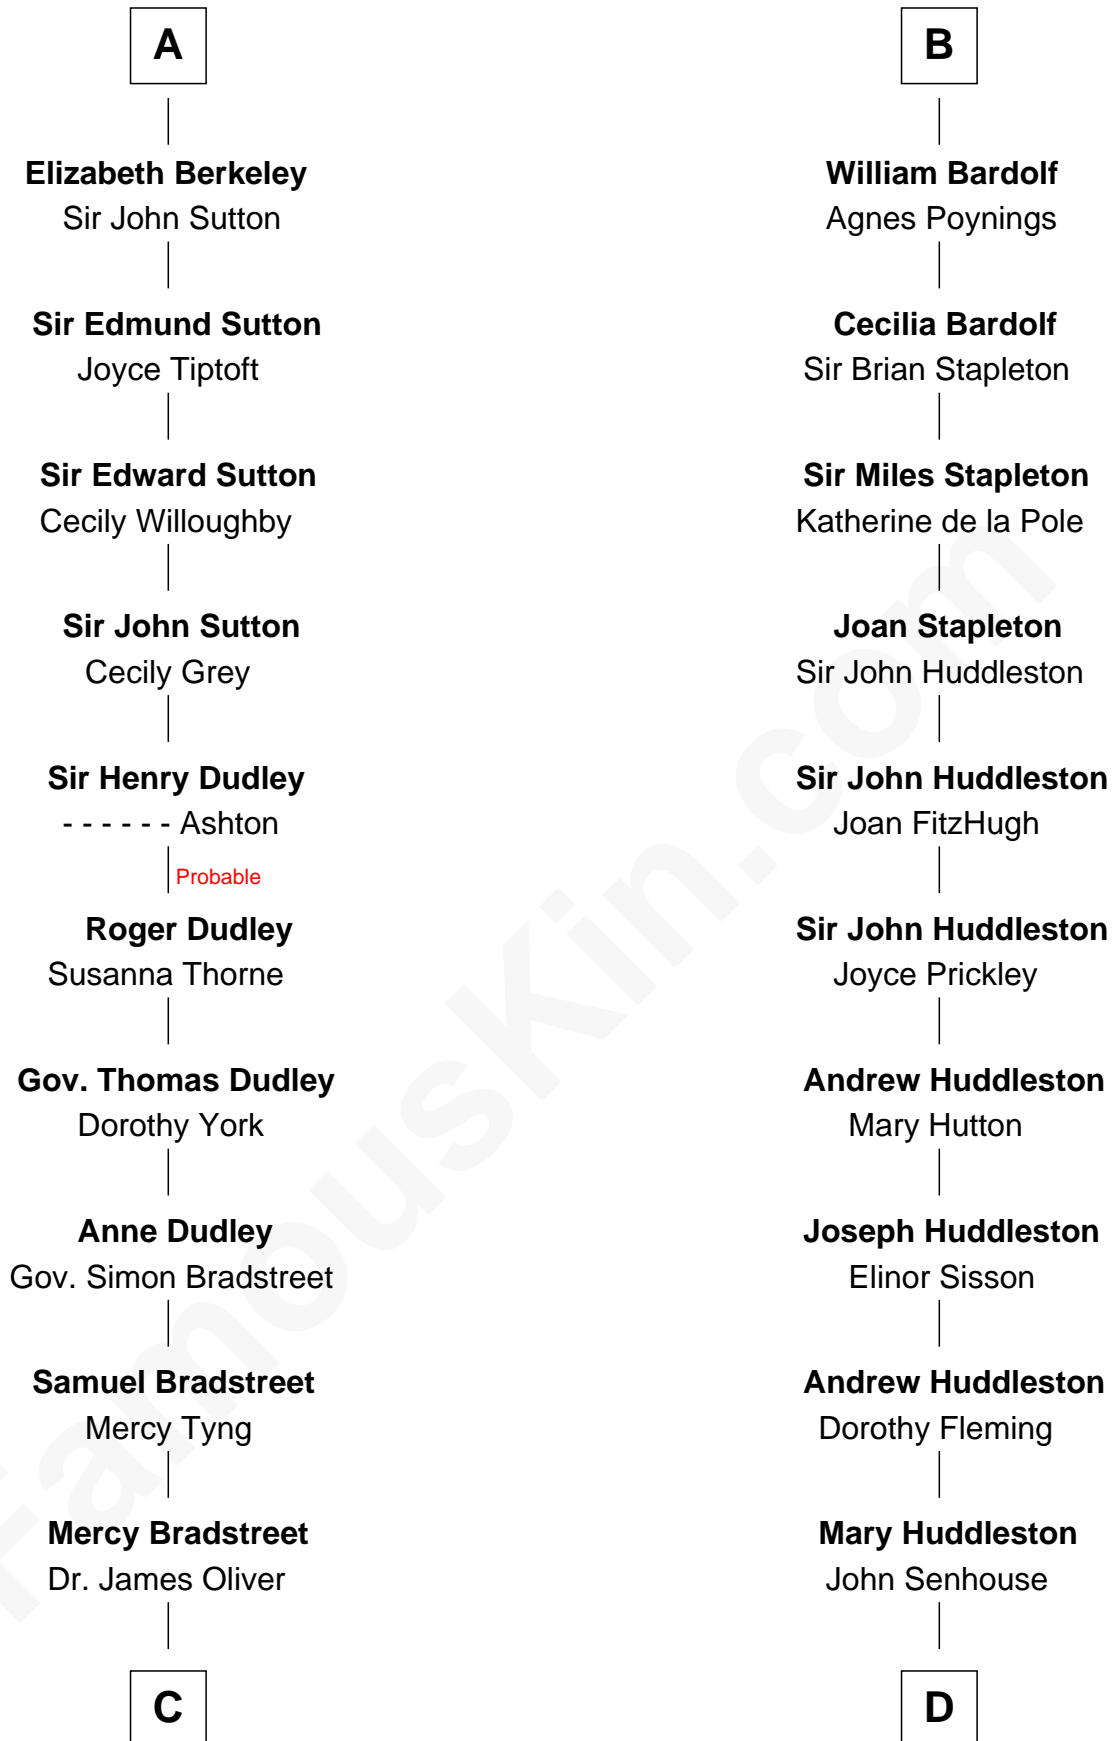 A
Elizabeth Berkeley
Sir John Sutton
Sir Edmund Sutton
Joyce Tiptoft
Sir Edward Sutton
Cecily Willoughby
Sir John Sutton
Cecily Grey
Sir Henry Dudley
- - - - - - Ashton
Probable
Roger Dudley
Susanna Thorne
Gov. Thomas Dudley
Dorothy York
Anne Dudley
Gov. Simon Bradstreet
Samuel Bradstreet
Mercy Tyng
Mercy Bradstreet
Dr. James Oliver
C
B
William Bardolf
Agnes Poynings
Cecilia Bardolf
Sir Brian Stapleton
Sir Miles Stapleton
Katherine de la Pole
Joan Stapleton
Sir John Huddleston
Sir John Huddleston
Joan FitzHugh
Sir John Huddleston
Joyce Prickley
Andrew Huddleston
Mary Hutton
Joseph Huddleston
Elinor Sisson
Andrew Huddleston
Dorothy Fleming
Mary Huddleston
John Senhouse
D
FamousKin.com